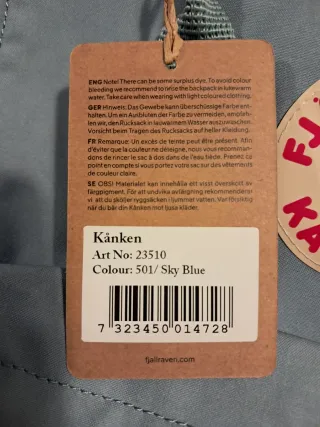 ENG Note! There can be some surplus dye. To avoid colour
bleeding we recommend to rinse the backpack in lukewarm
water. Take care when wearing with light coloured clothing.
GER Hinweis. Das Gewebe kann überschüssige Farbe ent-
halten. Um ein Ausbluten der Farbe zu vermeiden, empfeh-
len wir, den Rucksack in lauwarmem Wasser auszuwaschen.
Vorsicht beim Tragen des Rucksacks auf heller Kleidung.
FR Remarque: Un excès de teinte peut être présent. Afin
d'éviter que la couleur ne déteigne, nous vous recomman-
dons de rincer le sac à dos dans de l'eau tiède. Prenez ca
point en compte si vous portez votre sac sur des vêtements
de couleur claire.
SE OBS! Materialet kan innehålla ett visst överskott av
färgpigment. För att undvika avfärgning rekommenderar
vi att du sköljer ryggsäcken i ljummet vatten. Var försiktig
när du bär din Kånken mot ljusa kläder.
Kånken
Art No: 23510
Colour: 501/ Sky Blue
7 323450 014728
fjallraven.com
FJ
KA